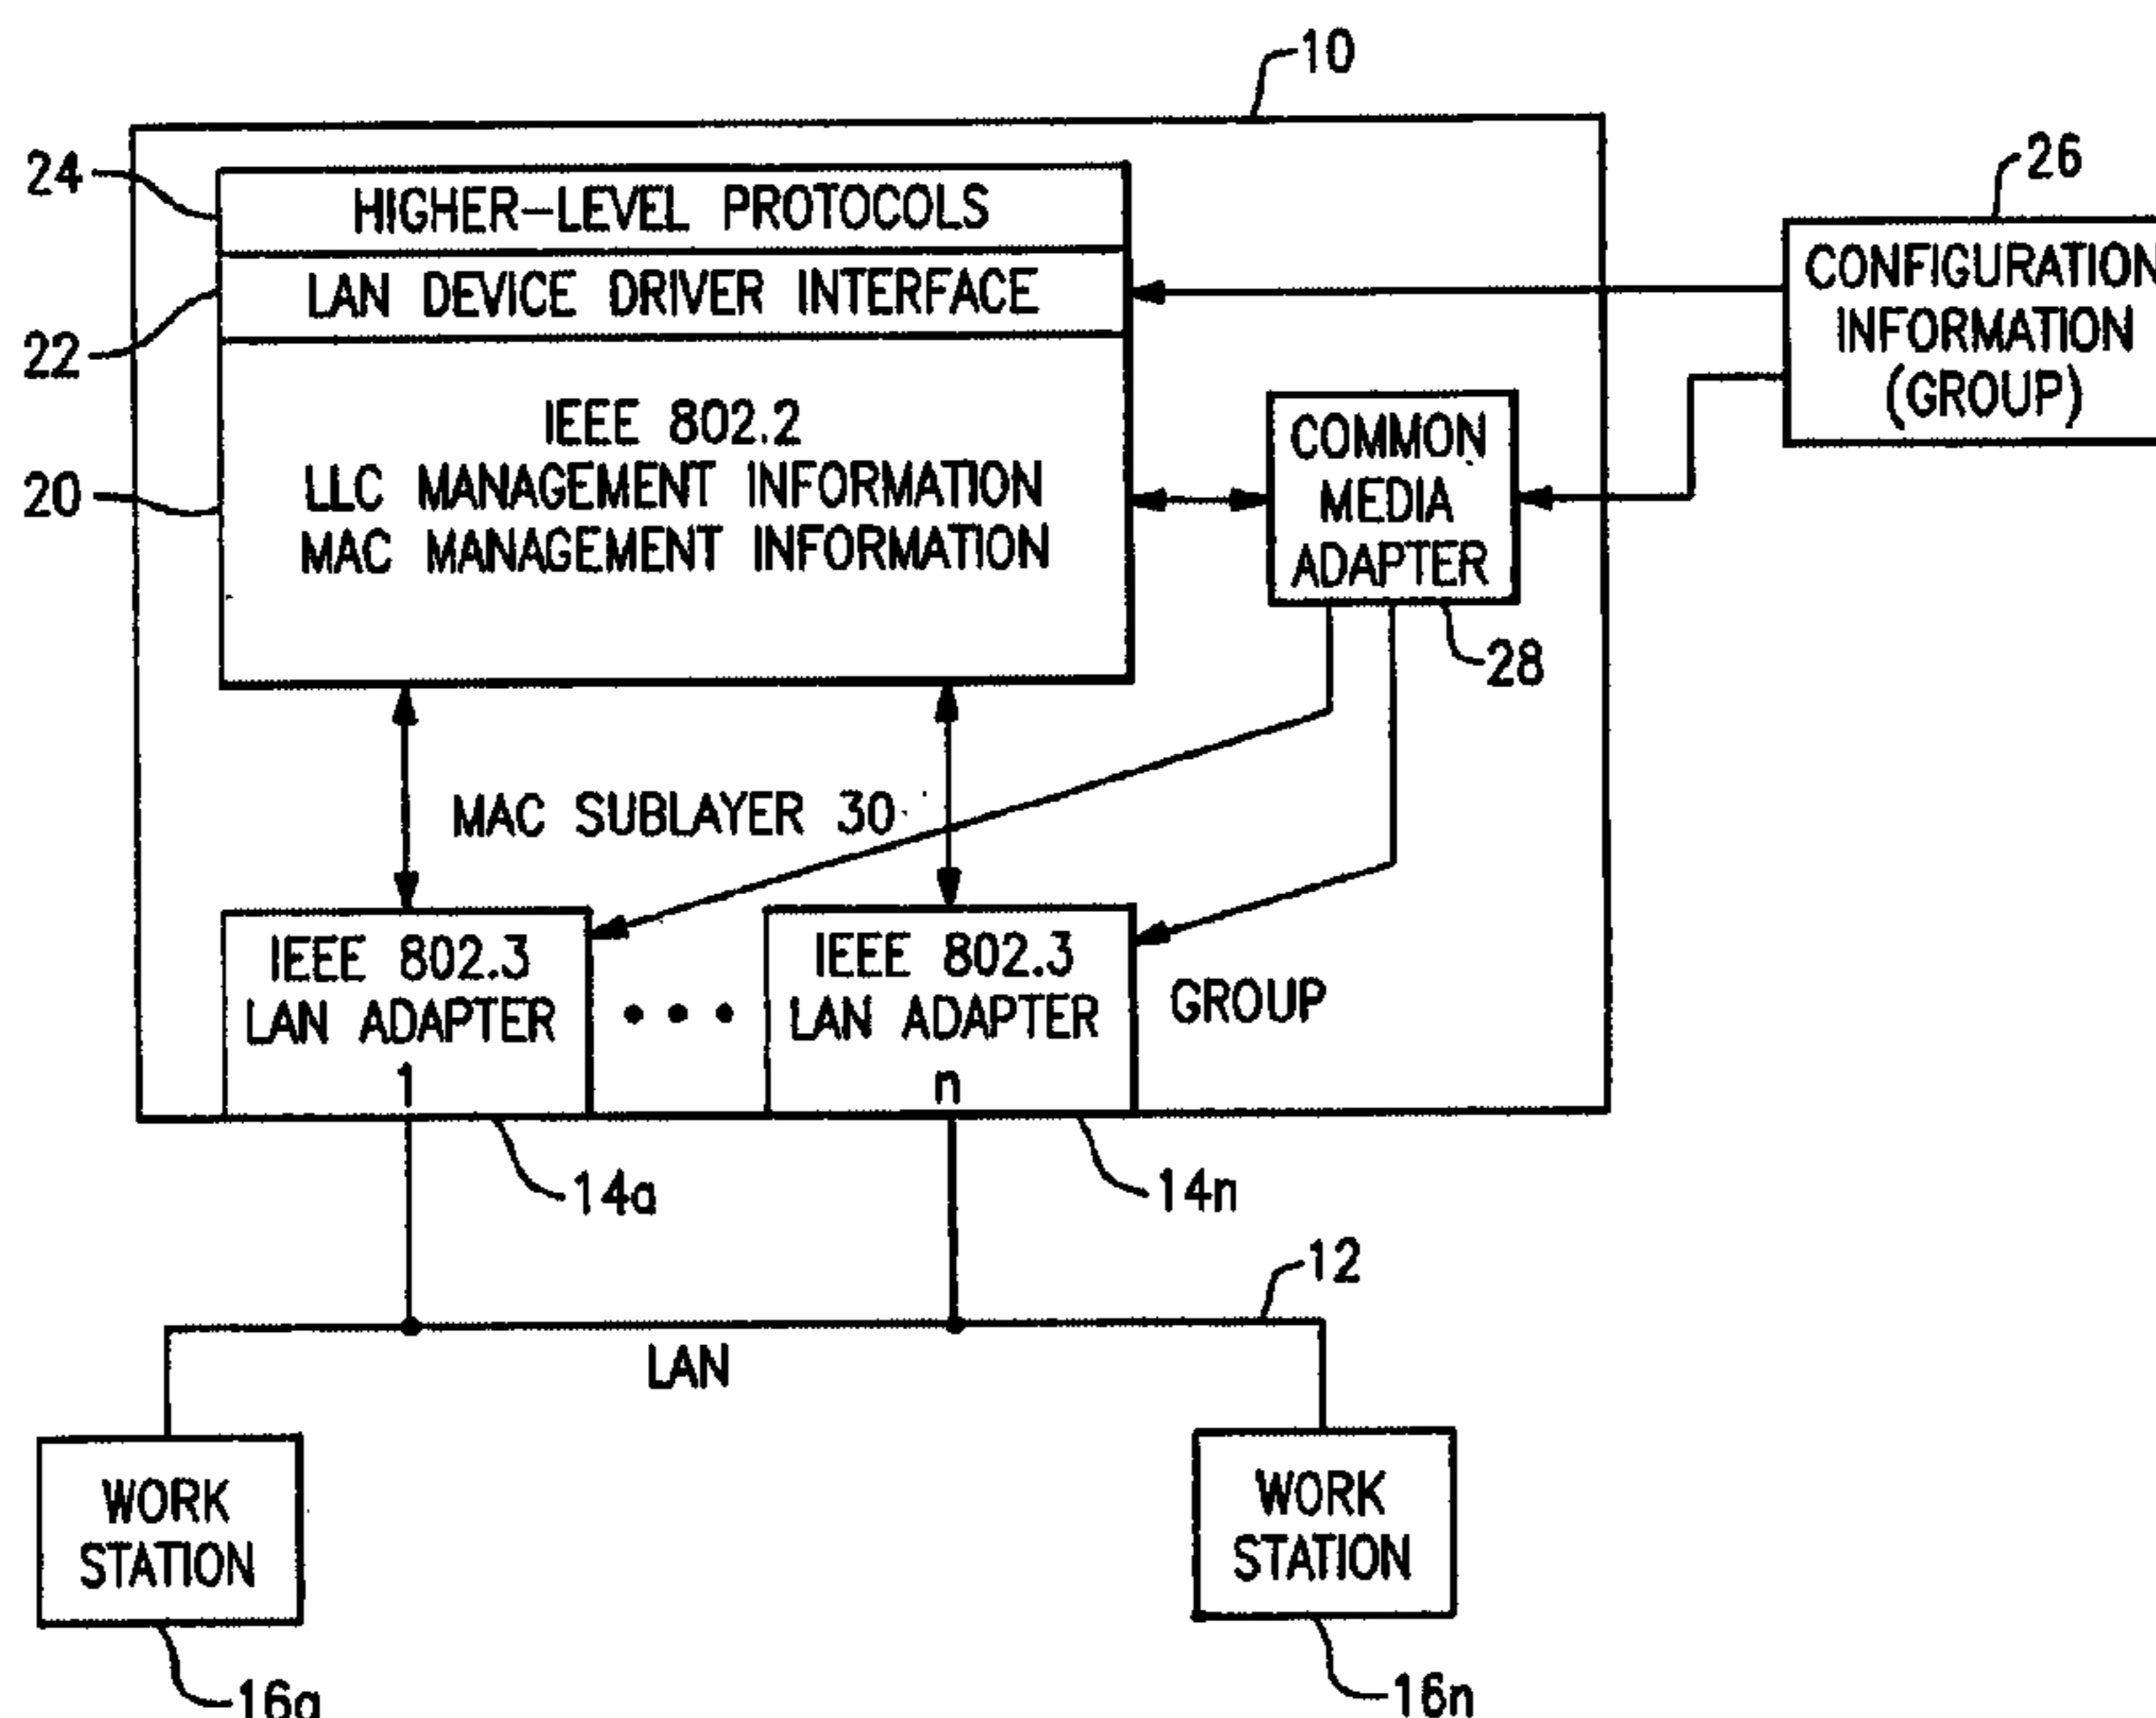 10
24
HIGHER-LEVEL PROTOCOLS
26
22
LAN DEVICE DRIVER INTERFACE
CONFIGURATION
INFORMATION
(GROUP)
20
IEEE 802.2
LLC MANAGEMENT INFORMATION
MAC MANAGEMENT INFORMATION
COMMON
MEDIA
ADAPTER
28
MAC SUBLAYER 30
IEEE 802.3
LAN ADAPTER
1
IEEE 802.3
LAN ADAPTER
n
GROUP
14a
14n
12
LAN
WORK
STATION
WORK
STATION
16a
16n